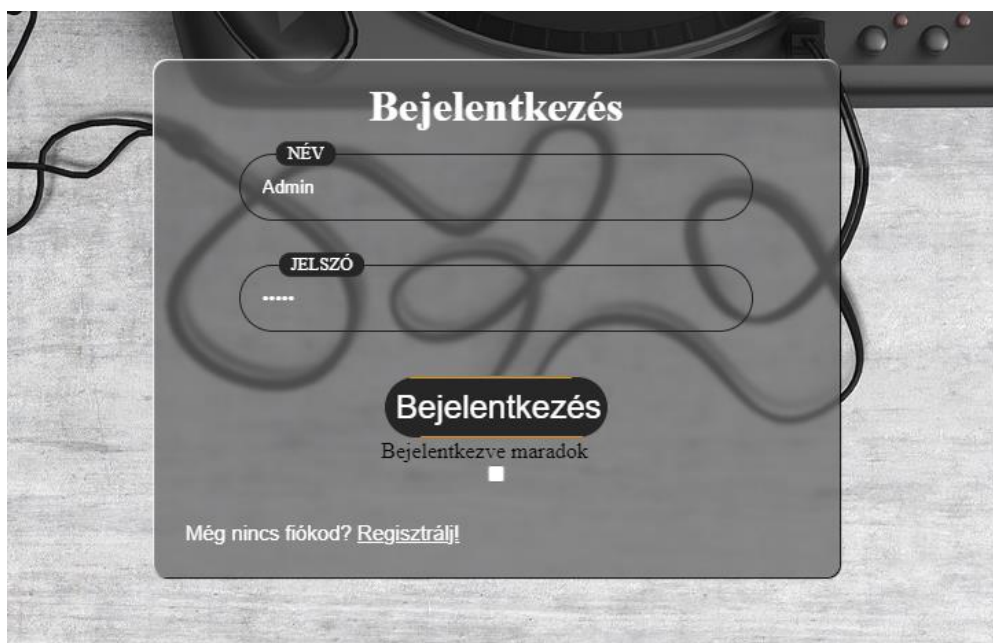 Bejelentkezés
NÉV
Admin
JELSZÓ
•••••
Bejelentkezés
Bejelentkezve maradok
Még nincs fiókod? Regisztrálj!